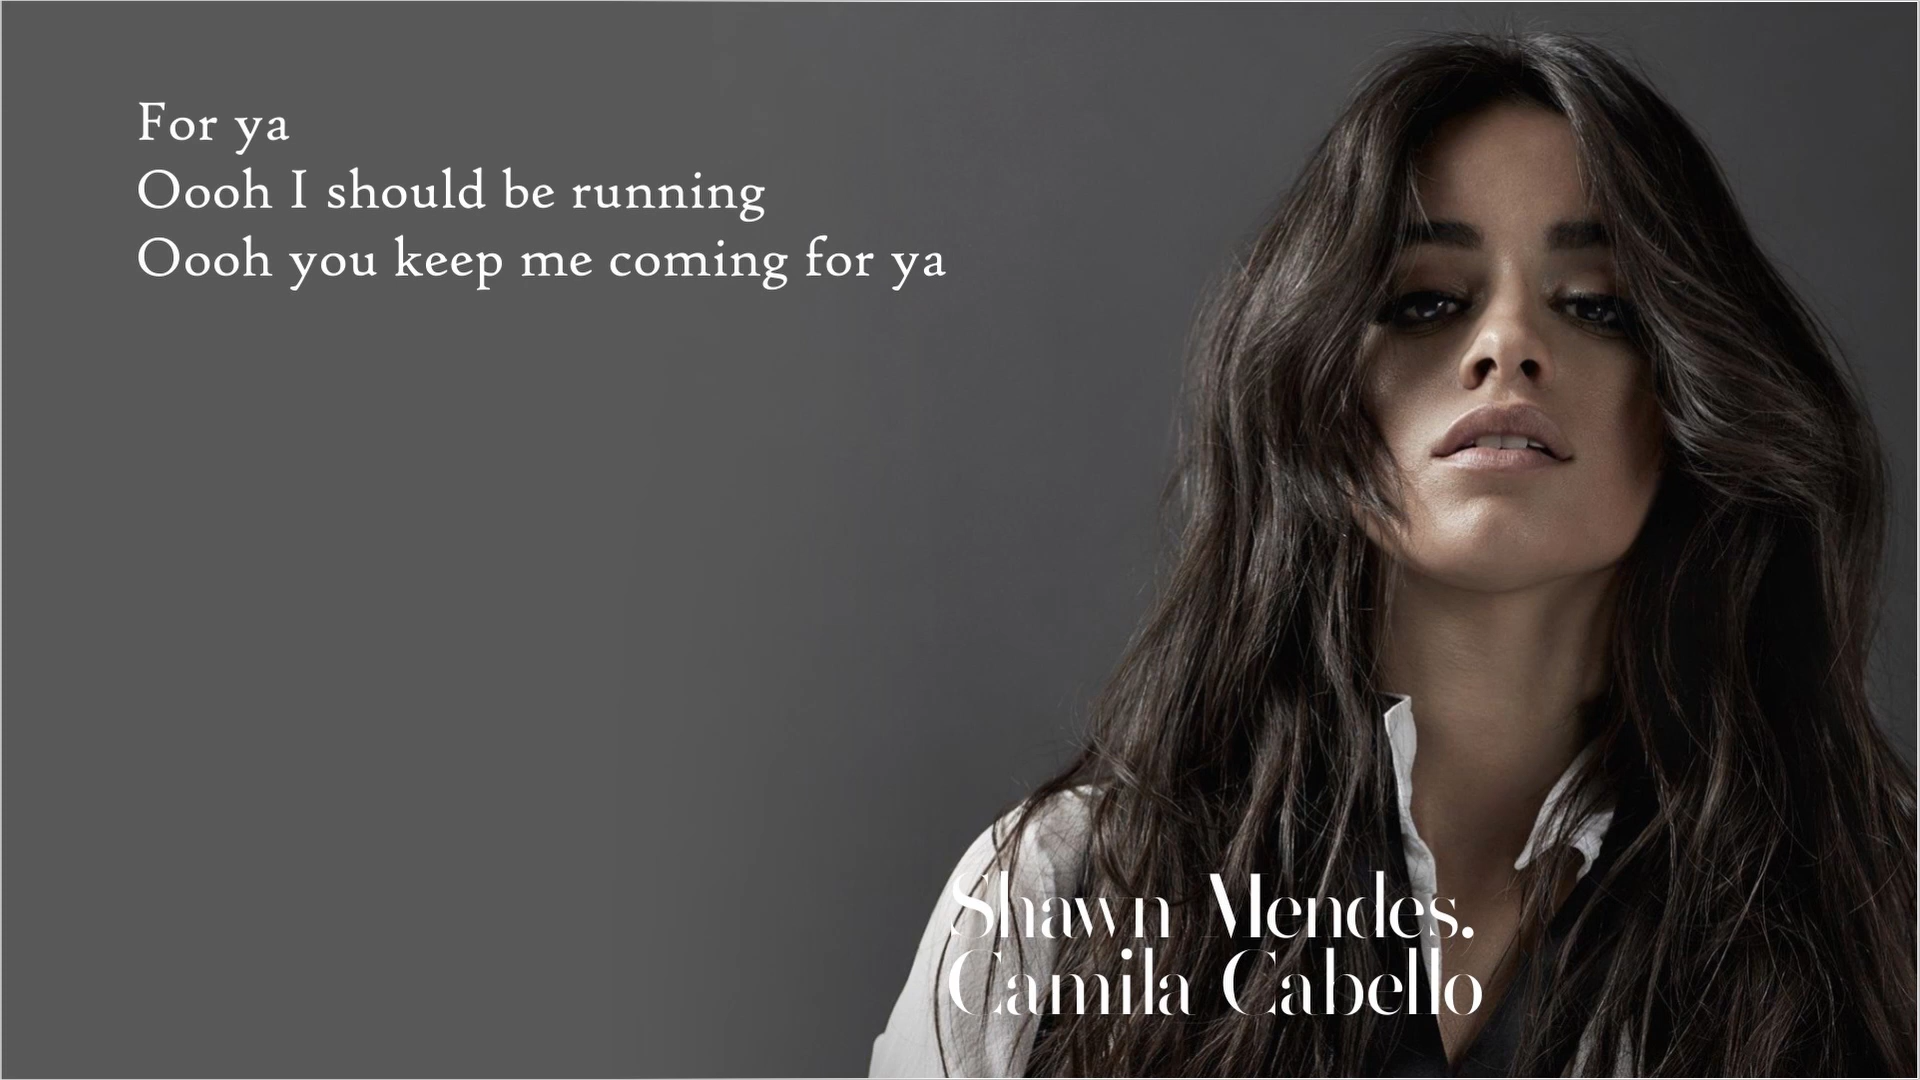 For ya
Oooh I should be running
Oooh you keep me coming for ya
Shawn Mendes.
Camila Cabello